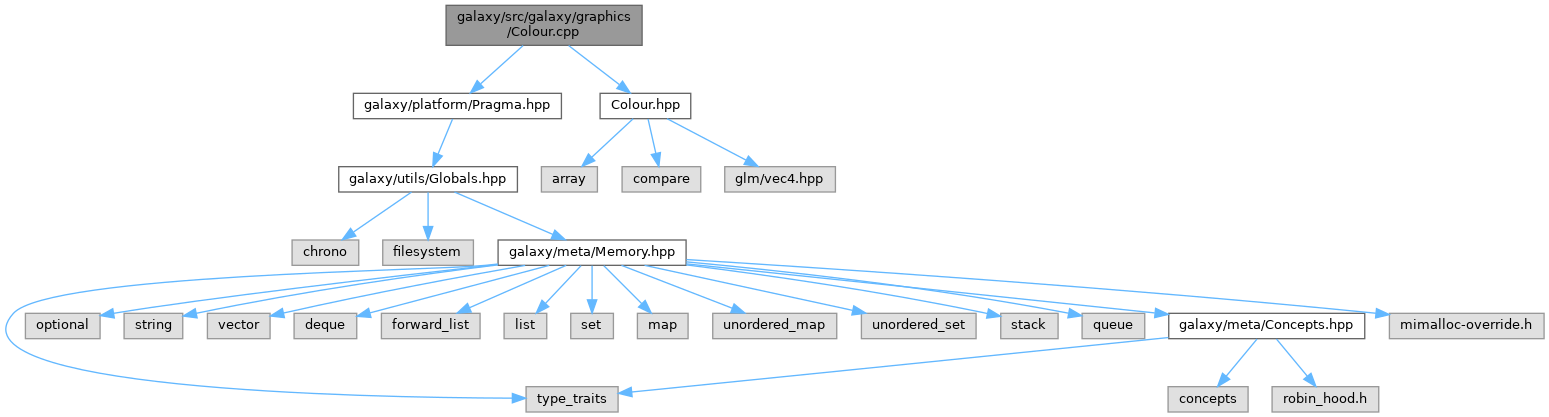 galaxy/src/galaxy/graphics
/Colour.cpp
galaxy/platform/Pragma.hpp
Colour.hpp
galaxy/utils/Globals.hpp
array
compare
glm/vec4.hpp
chrono
filesystem
galaxy/meta/Memory.hpp
optional
string
vector
deque
forward_list
list
set
map
unordered_map
unordered_set
stack
queue
galaxy/meta/Concepts.hpp
mimalloc-override.h
type_traits
concepts
robin_hood.h